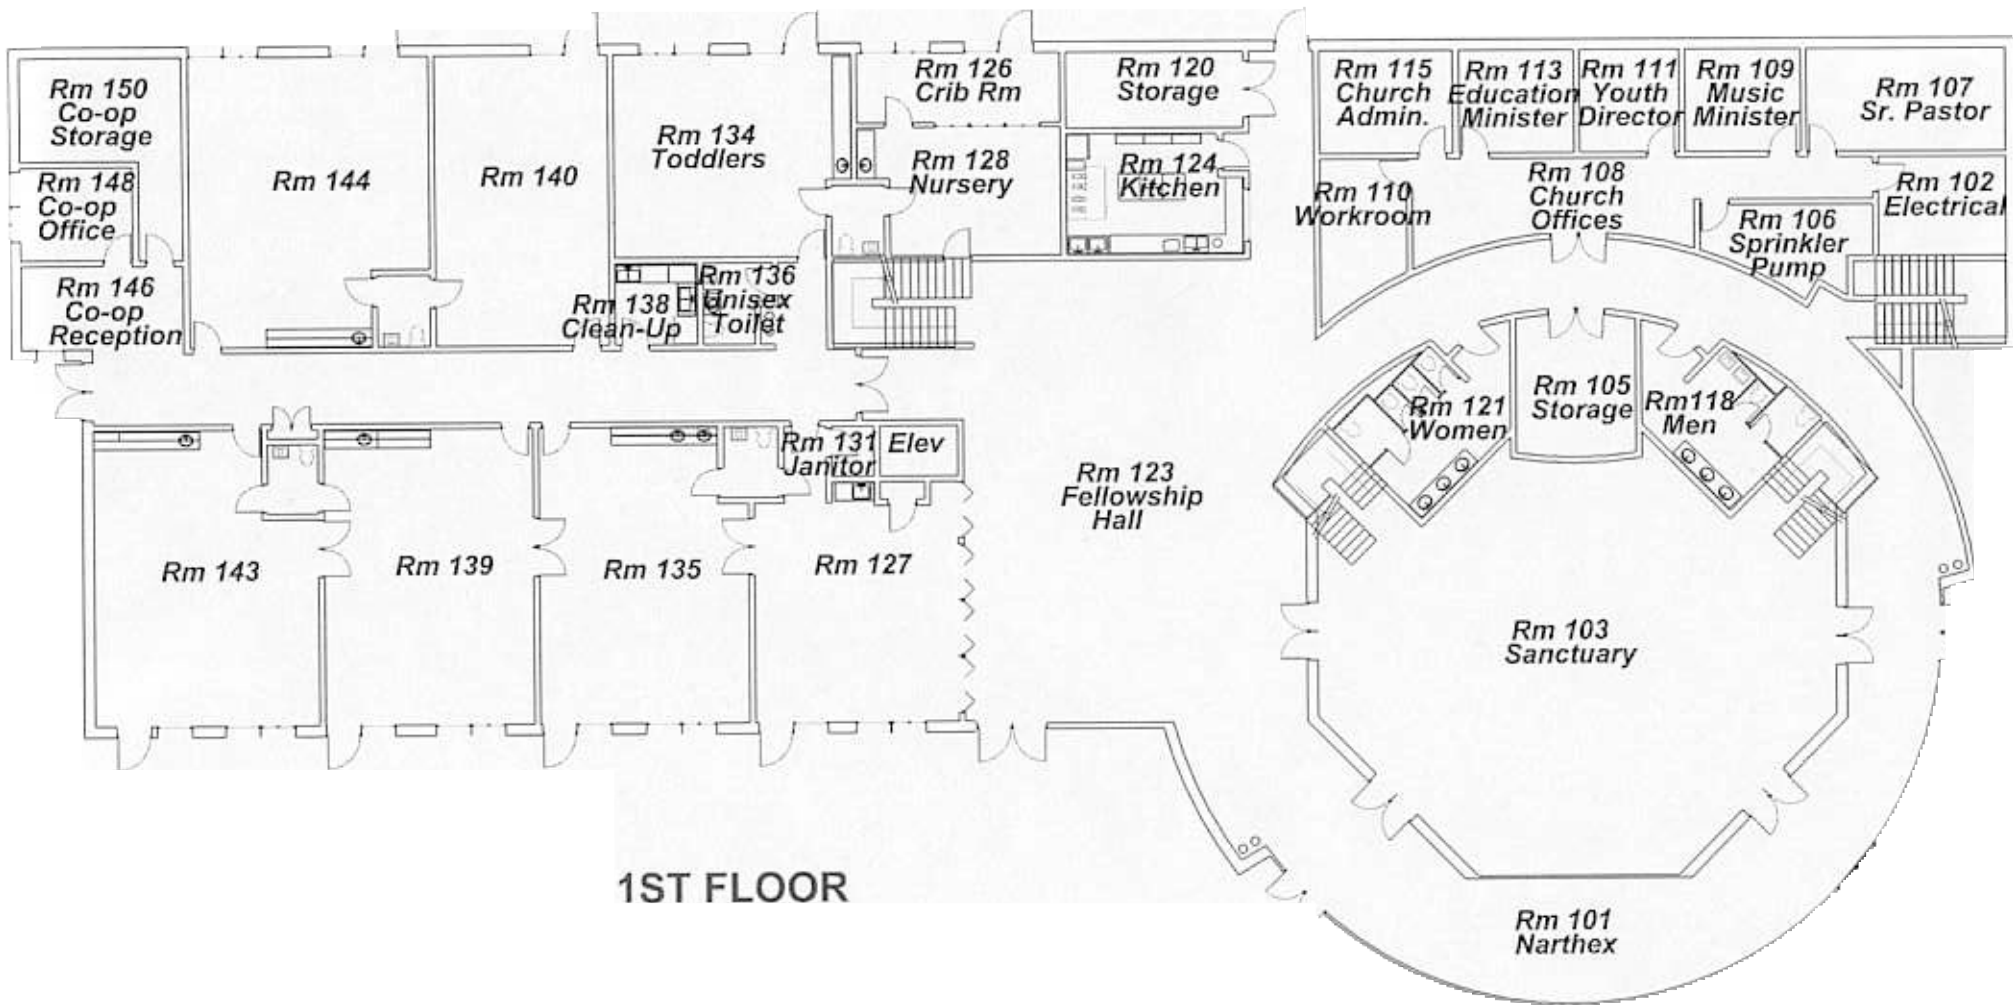 Rm 150
Co-op
Storage
Rm 148
Co-op
Office
Rm 146
Co-op
Reception
Rm 144
Rm 140
Rm 134
Toddlers
Rm 138
Clean-Up
Rm 136
Unisex
Toilet
Rm 126
Crib Rm
Rm 128
Nursery
Rm 120
Storage
Rm 124
Kitchen
Rm 115
Church
Admin.
Rm 113
Education
Minister
Rm 111
Youth
Director
Rm 109
Music
Minister
Rm 107
Sr. Pastor
Rm 110
Workroom
Rm 108
Church
Offices
Rm 106
Sprinkler
Pump
Rm 102
Electrical
Rm 121
Women
Rm 105
Storage
Rm118
Men
Rm 131
Janitor
Elev
Rm 143
Rm 139
Rm 135
Rm 127
Rm 123
Fellowship
Hall
Rm 103
Sanctuary
Rm 101
Narthex
1ST FLOOR